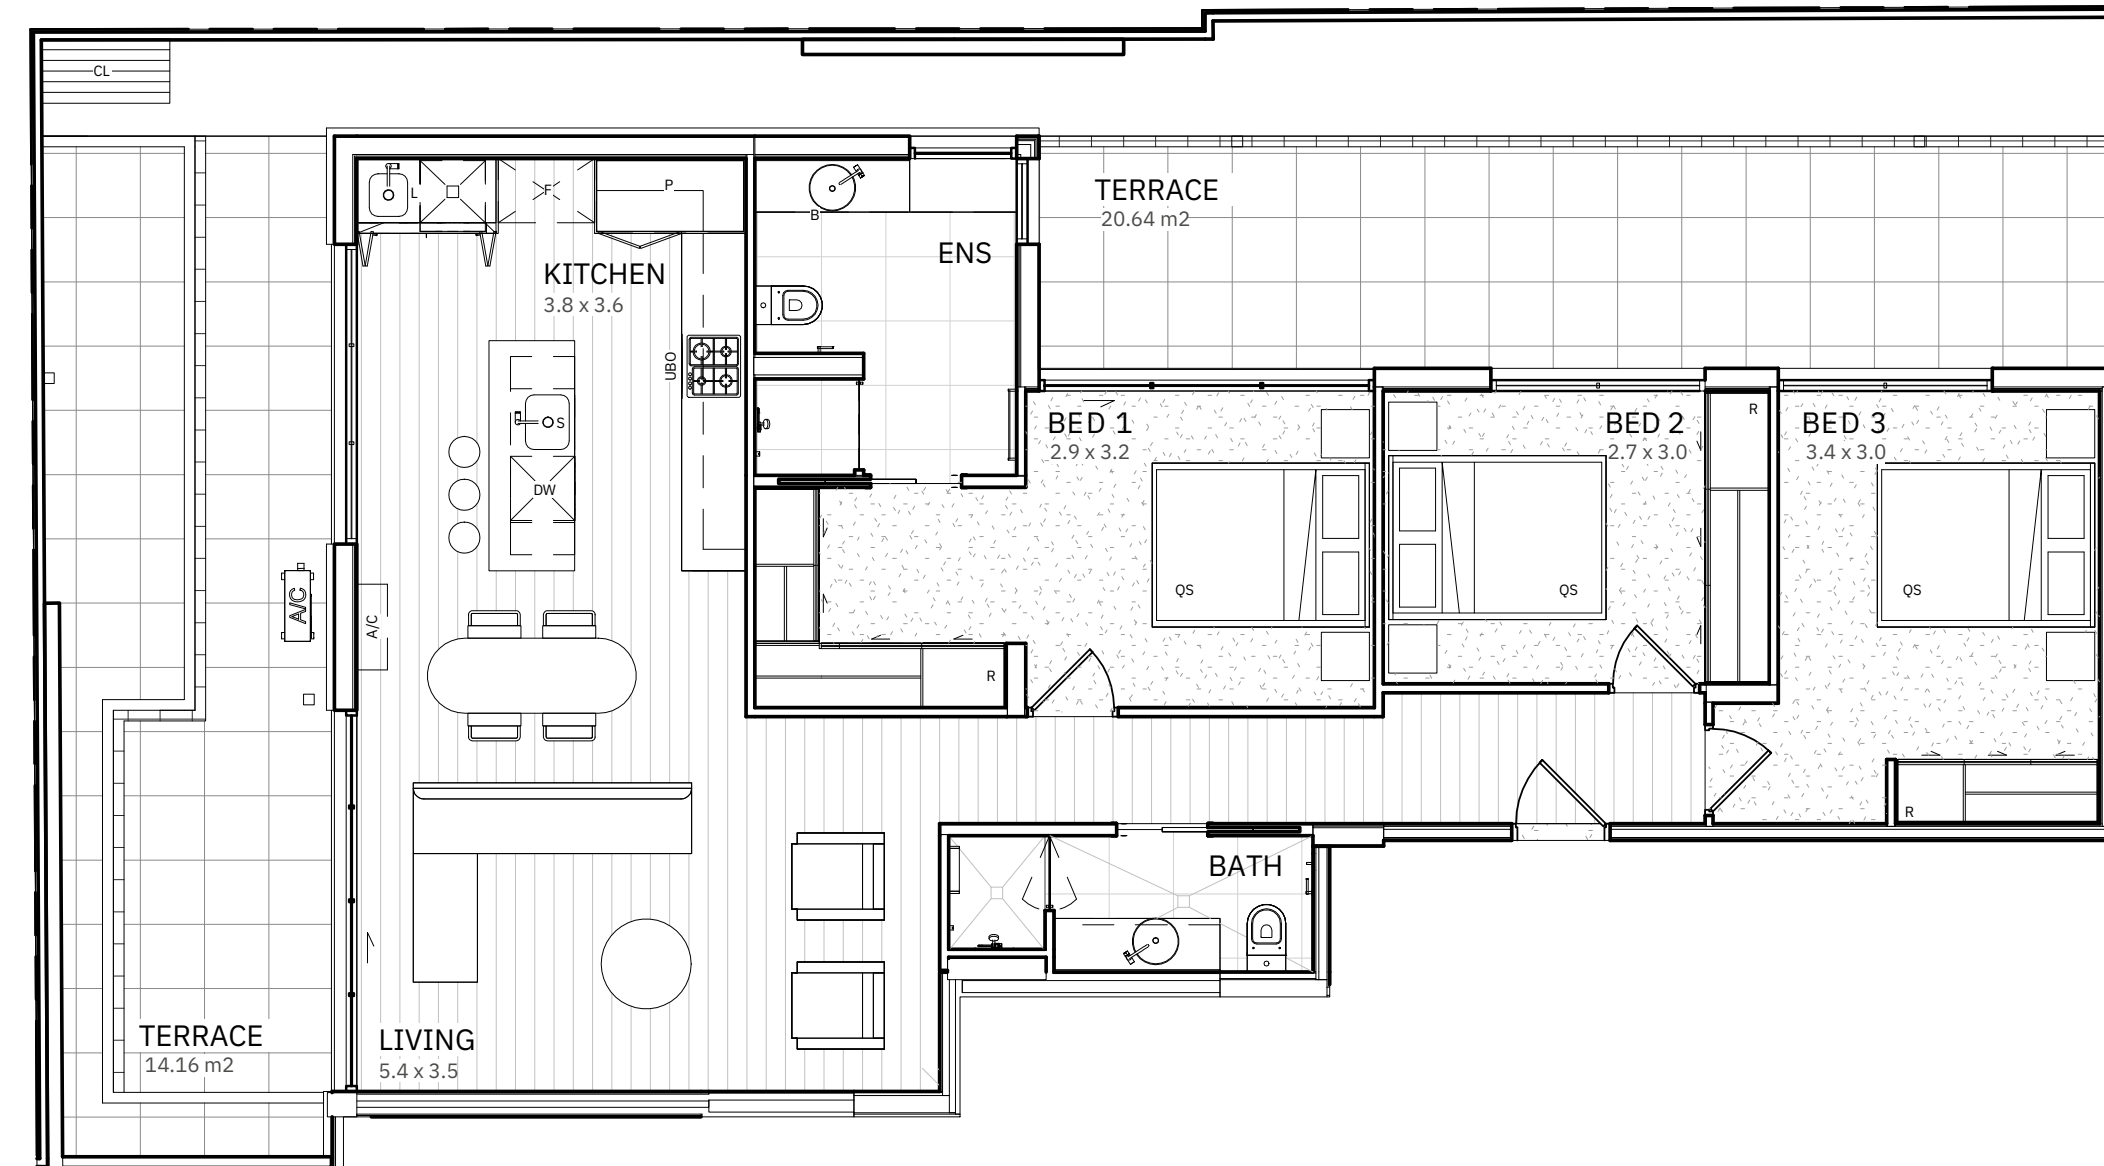 CL
TERRACE
20.64 m2
L
F
P
B
ENS
KITCHEN
3.8 x 3.6
UBO
S
DW
BED 1
2.9 x 3.2
BED 2
2.7 x 3.0
R
BED 3
3.4 x 3.0
QS
QS
QS
A/C
A/C
R
R
BATH
TERRACE
14.16 m2
LIVING
5.4 x 3.5